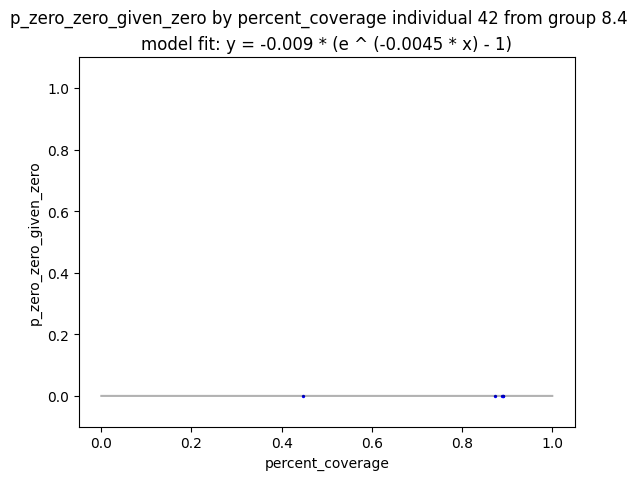 p_zero_zero_given_zero by percent_coverage individual 42 from group 8.4
model fit: y = -0.009 * (e ^ (-0.0045 * x) - 1)
1.0
0.8
0.6
0.4
0.2
0.0
p_zero_zero_given_zero
0.0 0.2 0.4 0.6 0.8 1.0
percent_coverage